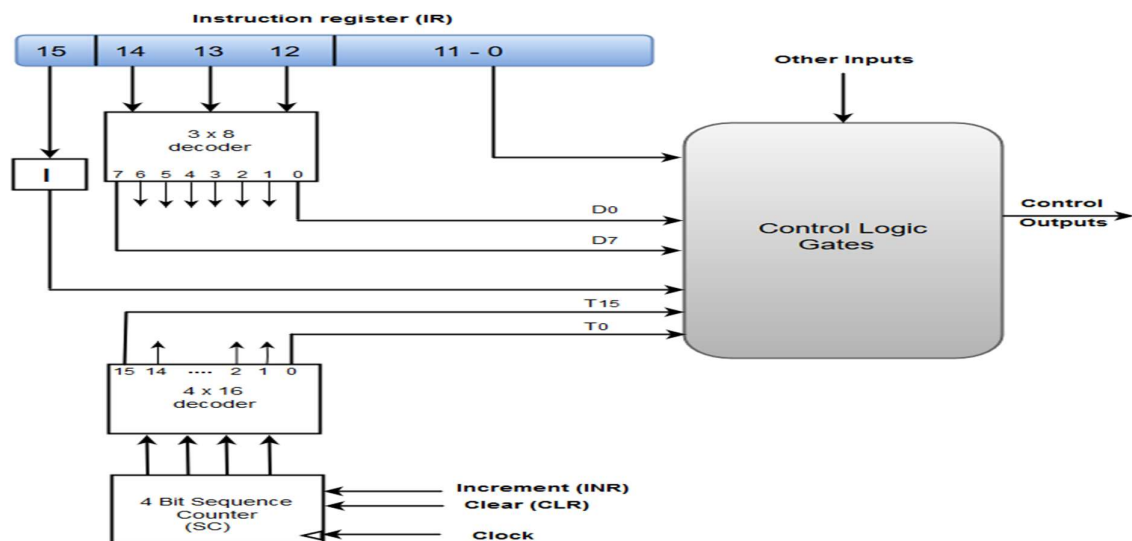 Instruction register (IR)
15 14 13 12 11 - 0
Other Inputs
3 x 8
decoder
I
7 6 5 4 3 2 1 0
D0
D7
Control Logic
Gates
Control
Outputs
T15
T0
15 14 .... 2 1 0
4 x 16
decoder
4 Bit Sequence
Counter
(SC)
Increment (INR)
Clear (CLR)
Clock